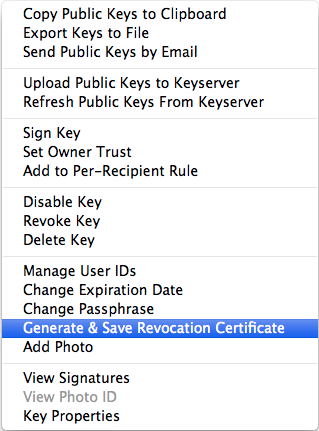 Copy Public Keys to Clipboard
Export Keys to File
Send Public Keys by Email
Upload Public Keys to Keyserver
Refresh Public Keys From Keyserver
Sign Key
Set Owner Trust
Add to Per-Recipient Rule
Disable Key
Revoke Key
Delete Key
Manage User IDs
Change Expiration Date
Change Passphrase
Generate & Save Revocation Certificate
Add Photo
View Signatures
View Photo ID
Key Properties